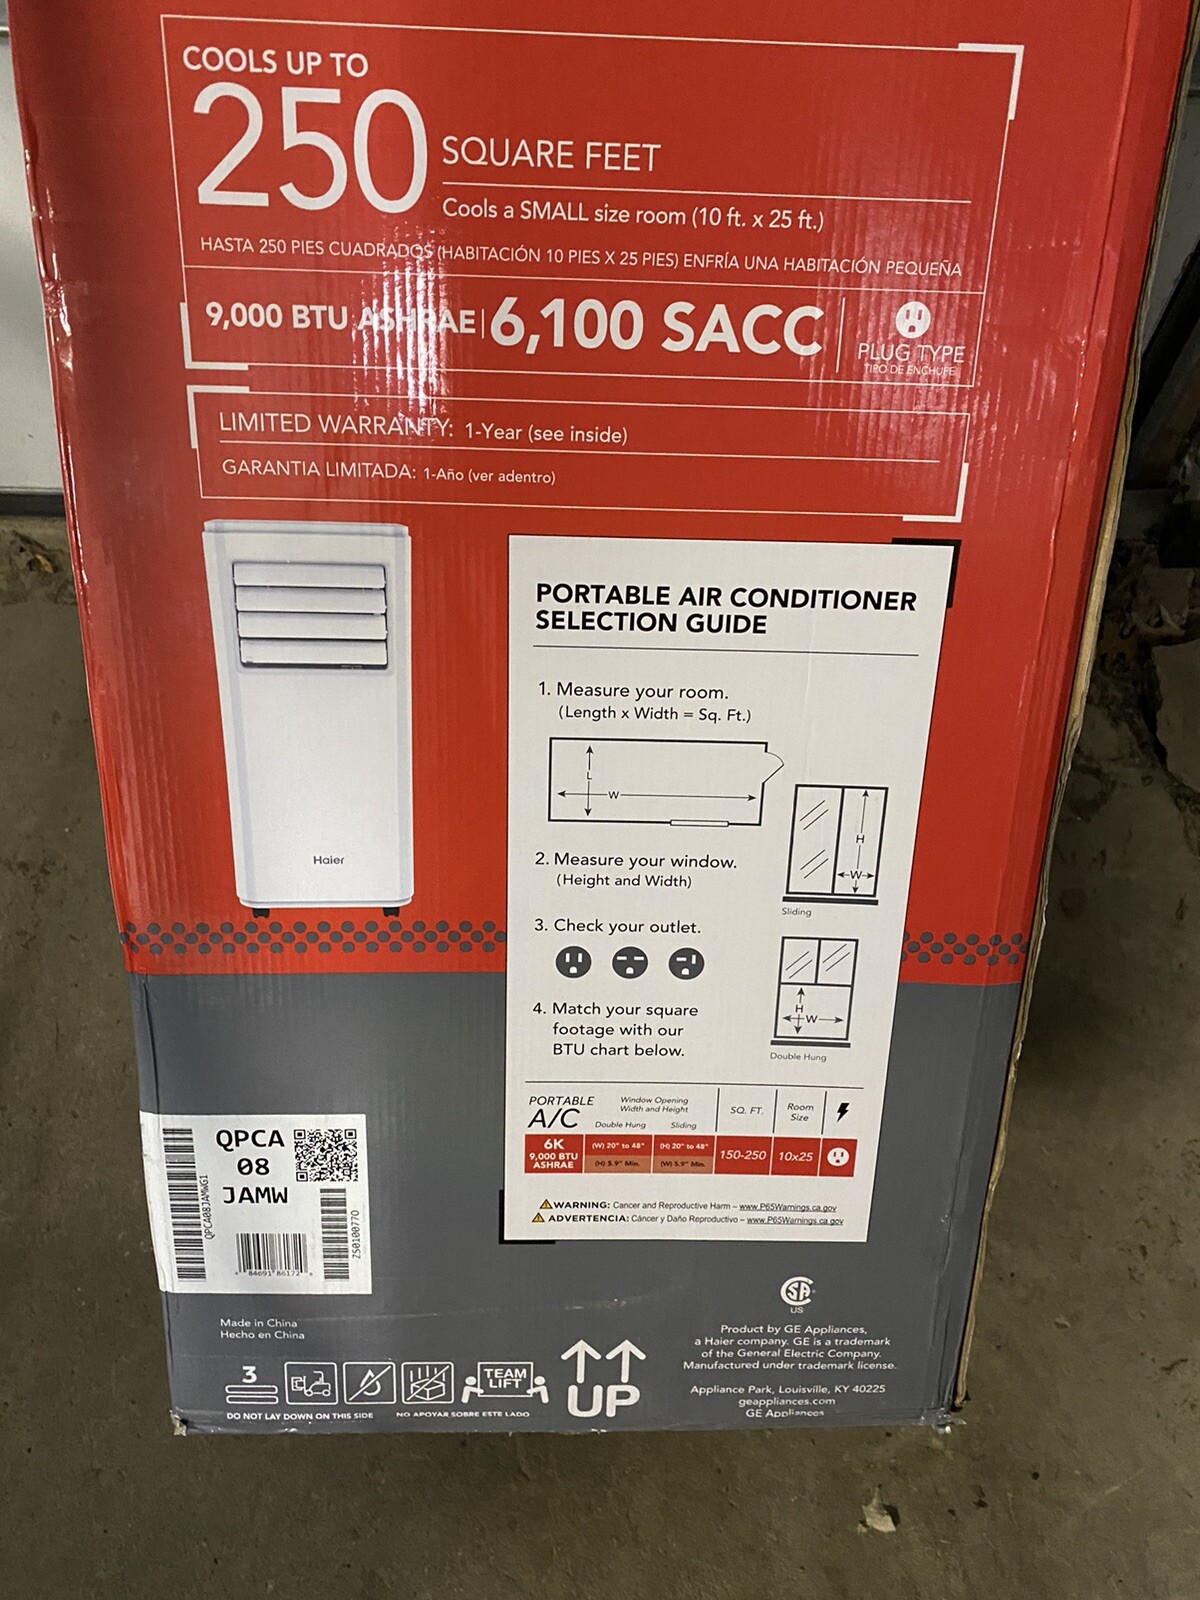 COOLS UP TO
250 SQUARE FEET
Cools a SMALL size room (10 ft. x 25 ft.)
HASTA 250 PIES CUADRADOS (HABITACIÓN 10 PIES X 25 PIES) ENFRÍA UNA HABITACIÓN PEQUEÑA
9,000 BTU ASHRAE | 6,100 SACC
PLUG TYPE
TIPO DE ENCHUFE
LIMITED WARRANTY: 1-Year (see inside)
GARANTIA LIMITADA: 1-Año (ver adentro)
Haier
PORTABLE AIR CONDITIONER
SELECTION GUIDE
1. Measure your room.
(Length x Width = Sq. Ft.)
L
W
2. Measure your window.
(Height and Width)
H
W
Sliding
3. Check your outlet.
4. Match your square
footage with our
BTU chart below.
H
W
Double Hung
PORTABLE
A/C
Window Opening
Width and Height
Double Hung Sliding
SQ. FT.
Room
Size
6K
9,000 BTU
ASHRAE
(W) 20" to 48"
(H) 5.9" Min.
(H) 20" to 48"
(W) 5.9" Min.
150-250
10x25
WARNING: Cancer and Reproductive Harm – www.P65Warnings.ca.gov
ADVERTENCIA: Cáncer y Daño Reproductivo – www.P65Warnings.ca.gov
QPCA
08
JAMW
QPCA08JAMWG1
ZS010077O
84691 86172
Made in China
Hecho en China
3
TEAM
LIFT
UP
DO NOT LAY DOWN ON THIS SIDE
NO APOYAR SOBRE ESTE LADO
SA
US
Product by GE Appliances,
a Haier company. GE is a trademark
of the General Electric Company.
Manufactured under trademark license.
Appliance Park, Louisville, KY 40225
geappliances.com
GE Appliances